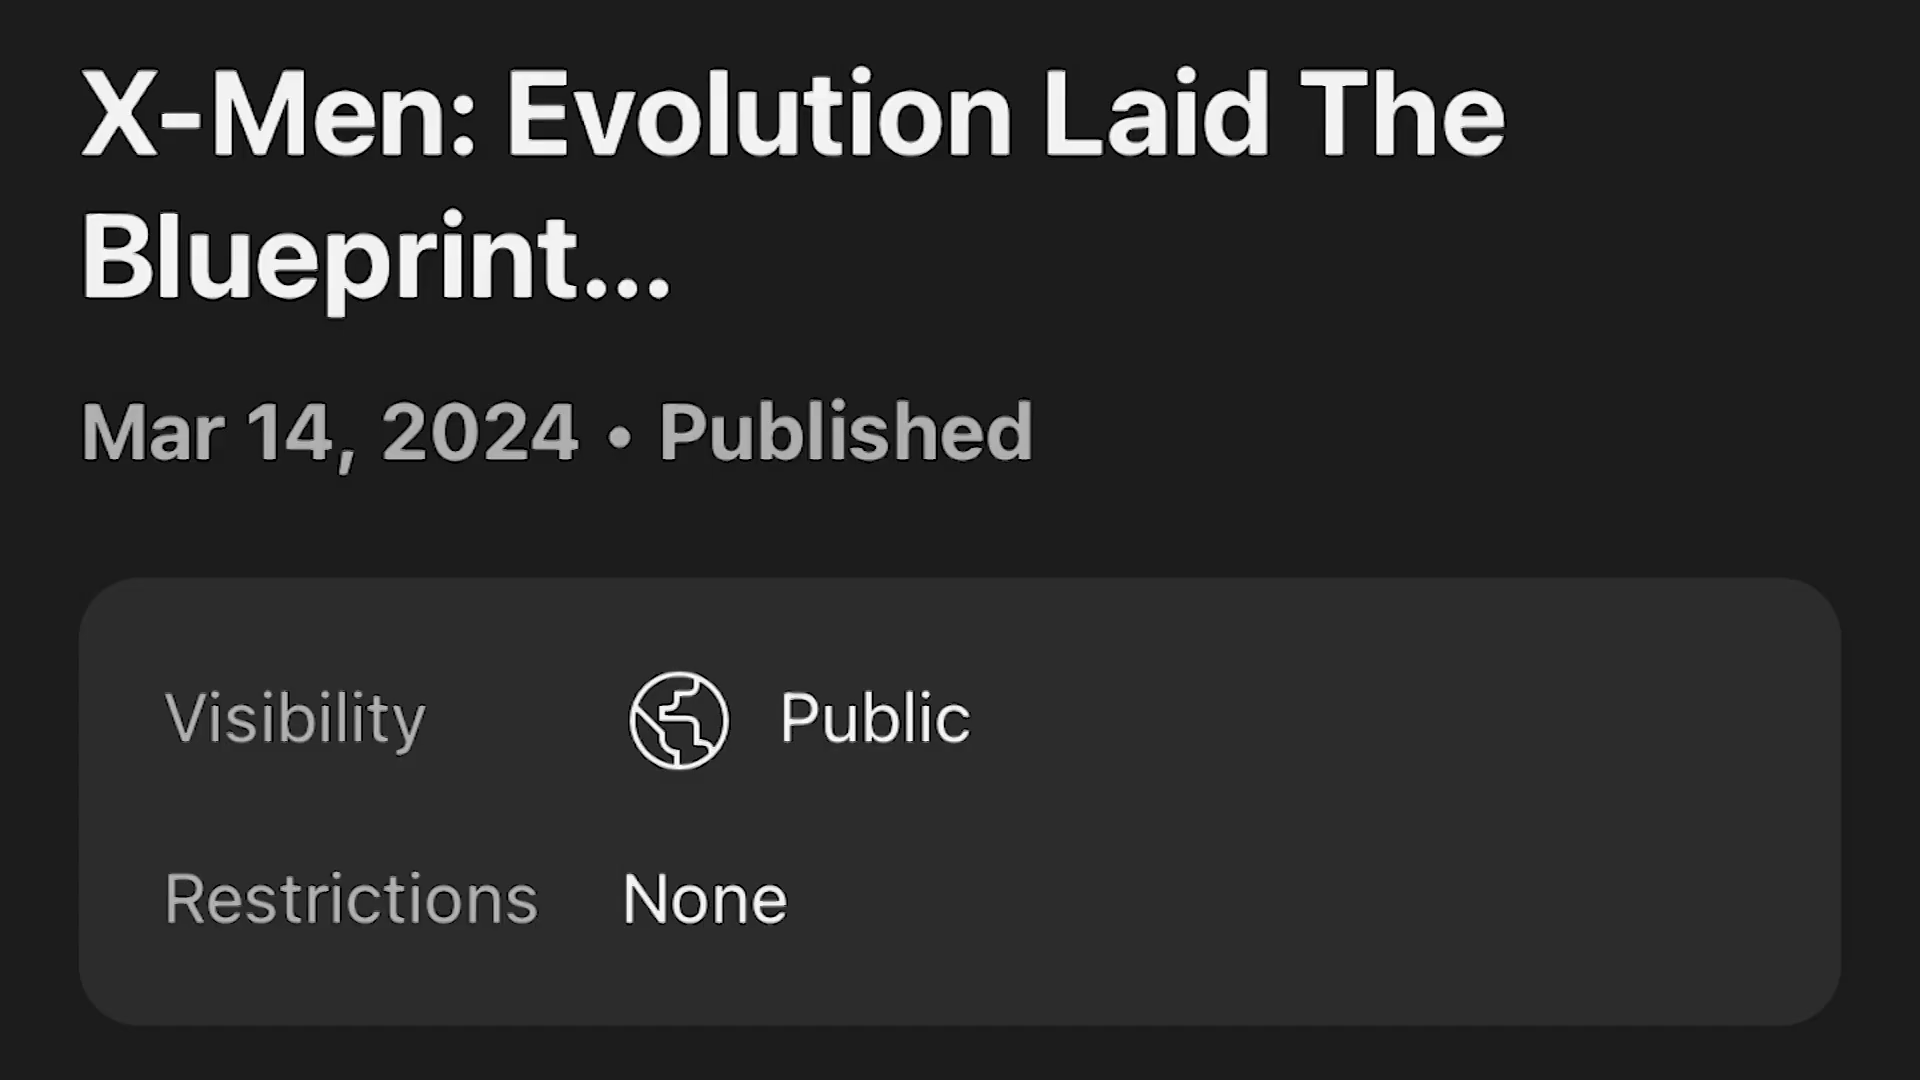 X-Men: Evolution Laid The
Blueprint...
Mar 14, 2024 • Published
Visibility Public
Restrictions None